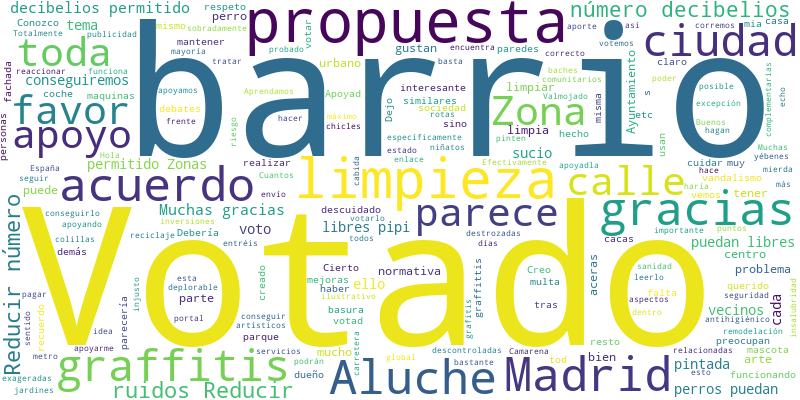 decibelios permitido
respeto
propuesta
número decibelios
Conozco
tema
perro
toda
conseguiremos
barrio
ciudad
favor
apoyo
Zona
acuerdo
limpieza
calle
parece
gracias
Votado
graffitis
Aluche
Madrid
ruidos Reducir
Reducir número
permitido Zonas
Muchas gracias
libres pipi
puedan libres
perros puedan
Totalmente
publicidad
mismo
sobradamente
mantener
mayoría
reaccionar
funciona
maquinas
coche
apoyamos
debates
frente
personas
fachada
votar
probado
tratar
urbano
Aprendamos
Apoyad
máximo
hacer
chicles
riesgo
gustan
encuentra
paredes
interesante
basta
limpiar
similares
sociedad
rotas
sino
limpia
especificamente
niñatos
estado
enlace
Dejo
aporte
así
correcto
corremos
mia
casa
votemos
claro
baches
comunitarios
Ayuntamiento
misma
Valmojado
etc
s
poder
posible
excepción
Buenos
hagan
echo
complementarias
hecho
pinten
sucio
usan
cuidar muy
Muchas
yébenes
mierda
hace
vandalismo
más
tener
haría
vemos
apoyadla
Efectivamente
España
Hola
seguir
puede
realizar
Cuantos
envío
cabida
descuidado
votarlo
todos
voto
inversiones
Debería
entréis
reciclaje
conseguirlo
apoyando
colillas
demás
esta
deplorable
parte
portal
creado
Cierto
mejoras
haber
ilustrativo
ello
normativa
basura
votad
tras
multa
Creo
destrozadas
días
cacas
aceras
graffittis
grafitis
resto
sanidad
leerlo
aspectos
falta
dentro
importante
puntos
centro
problema
querido
seguridad
vecinos
cada
antihigiénico
insalubridad
remodelación
preocupan
pintada
mascota
arte
relacionadas
funcionando
esto
bien
tod
Camarena
descontroladas
bastante
global
podrán
carretera
mucho
dueño
servicios
parque
conseguir
artísticos
injusto
parecería
idea
apoyarme
metro
recuerdo
pagar
sentido
exageradas
jardines